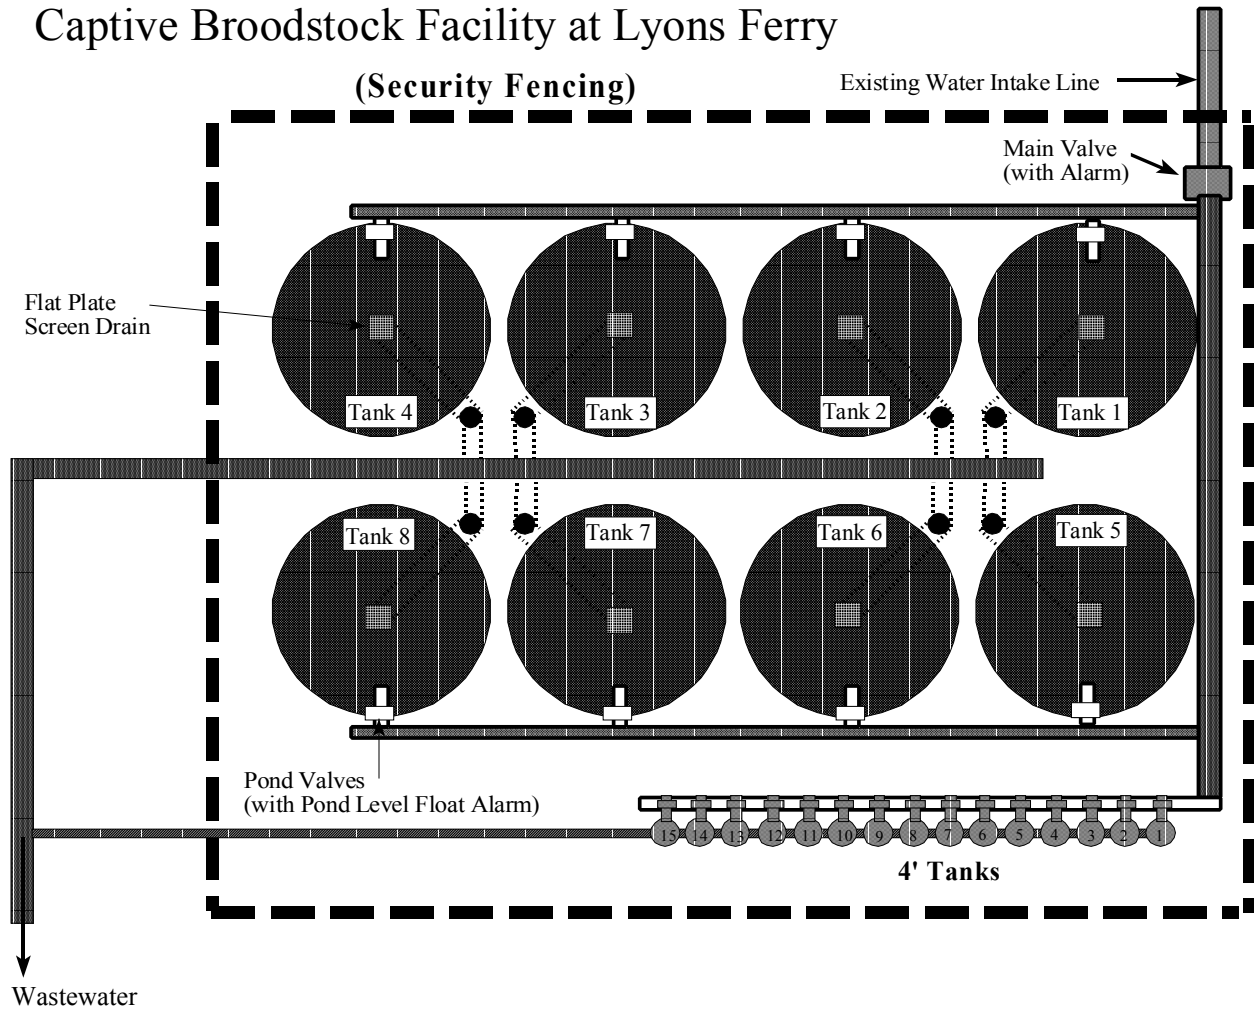 Captive Broodstock Facility at Lyons Ferry
(Security Fencing)
Existing Water Intake Line
Main Valve
(with Alarm)
Flat Plate
Screen Drain
Tank 4
Tank 3
Tank 2
Tank 1
Tank 8
Tank 7
Tank 6
Tank 5
Pond Valves
(with Pond Level Float Alarm)
15 14 13 12 11 10 9 8 7 6 5 4 3 2 1
4' Tanks
Wastewater